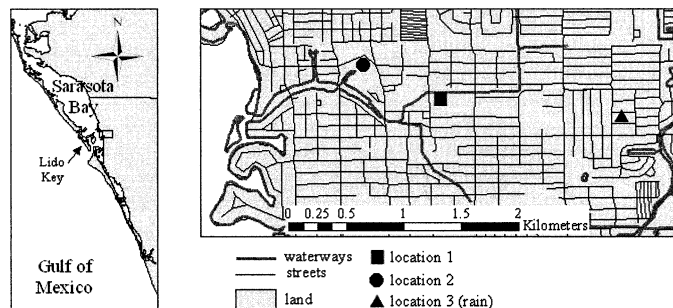 N
Sarasota
Bay
Lido
Key
Gulf of
Mexico
0 0.25 0.5 1 1.5 2
Kilometers
waterways
streets
land
location 1
location 2
location 3 (rain)